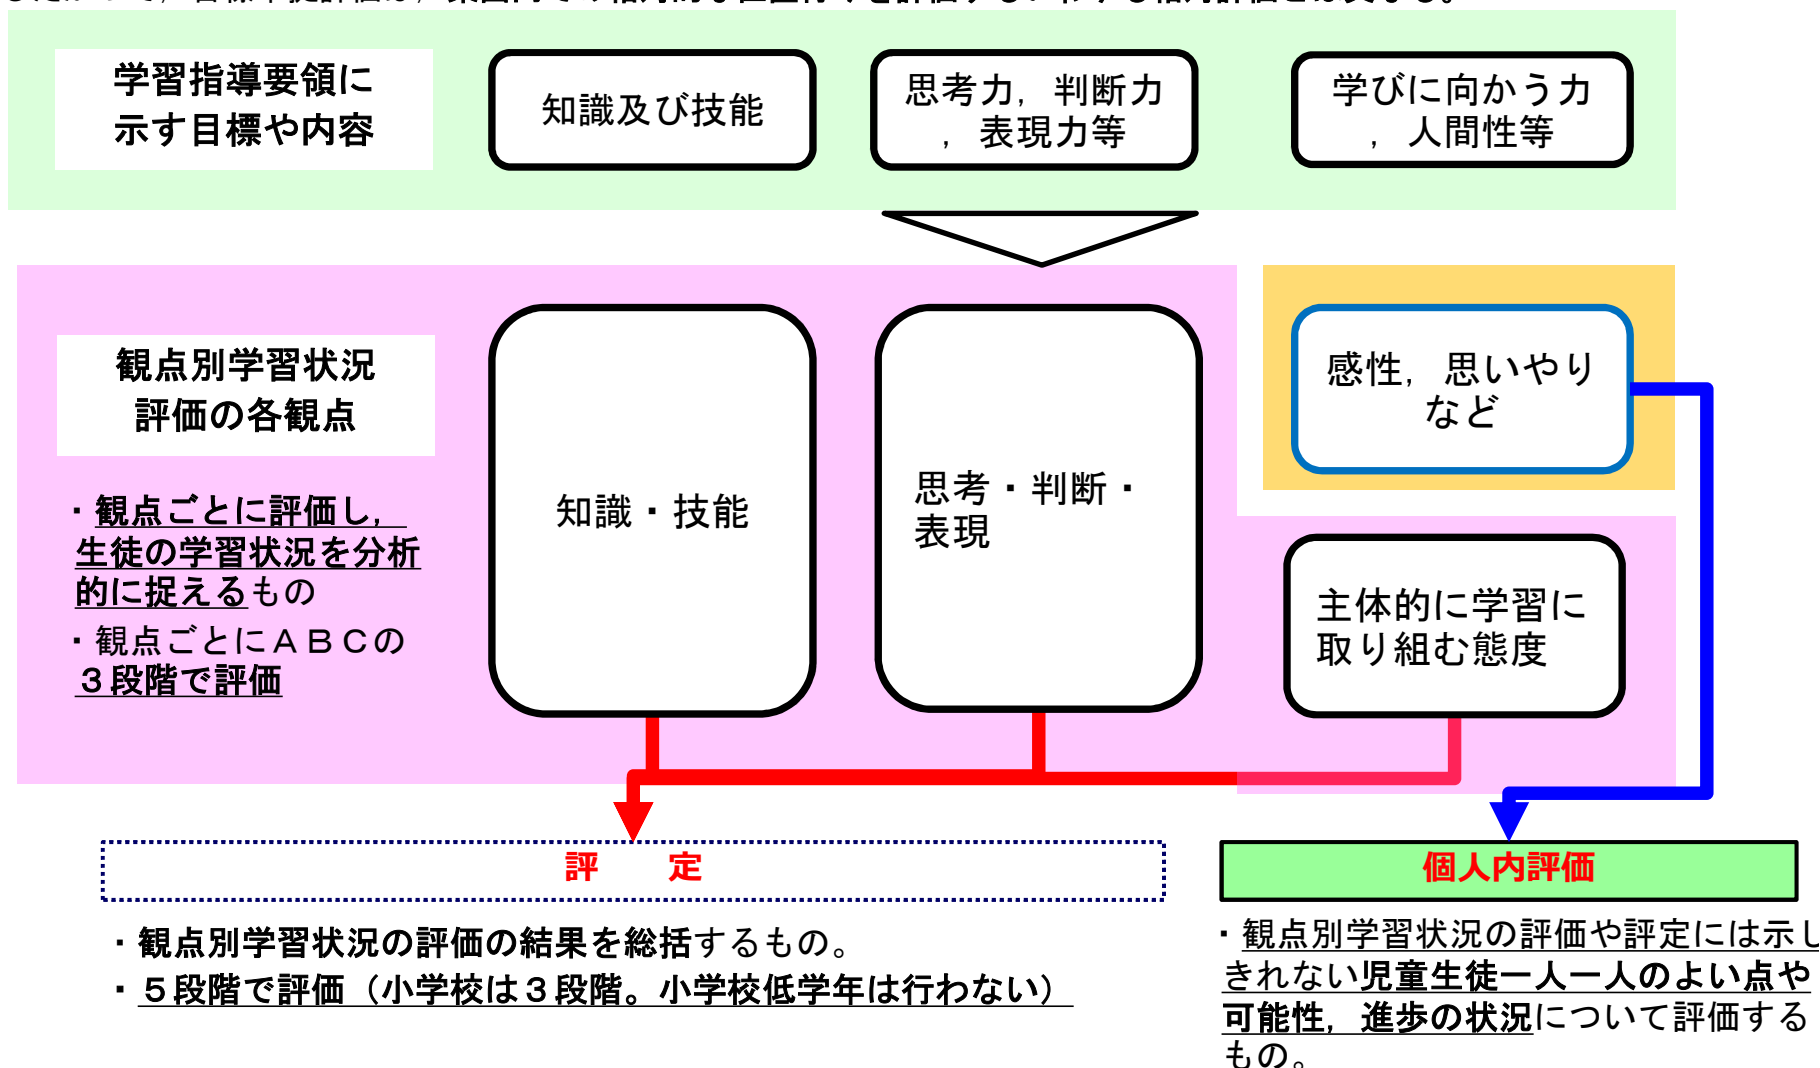 学習指導要領に
示す目標や内容
知識及び技能
思考力，判断力
，表現力等
学びに向かう力
，人間性等
観点別学習状況
評価の各観点
・観点ごとに評価し，
生徒の学習状況を分析
的に捉えるもの
・観点ごとにＡＢＣの
３段階で評価
知識・技能
思考・判断・
表現
感性，思いやり
など
主体的に学習に
取り組む態度
評　定
・観点別学習状況の評価の結果を総括するもの。
・５段階で評価（小学校は３段階。小学校低学年は行わない）
個人内評価
・観点別学習状況の評価や評定には示し
きれない児童生徒一人一人のよい点や
可能性，進歩の状況について評価する
もの。